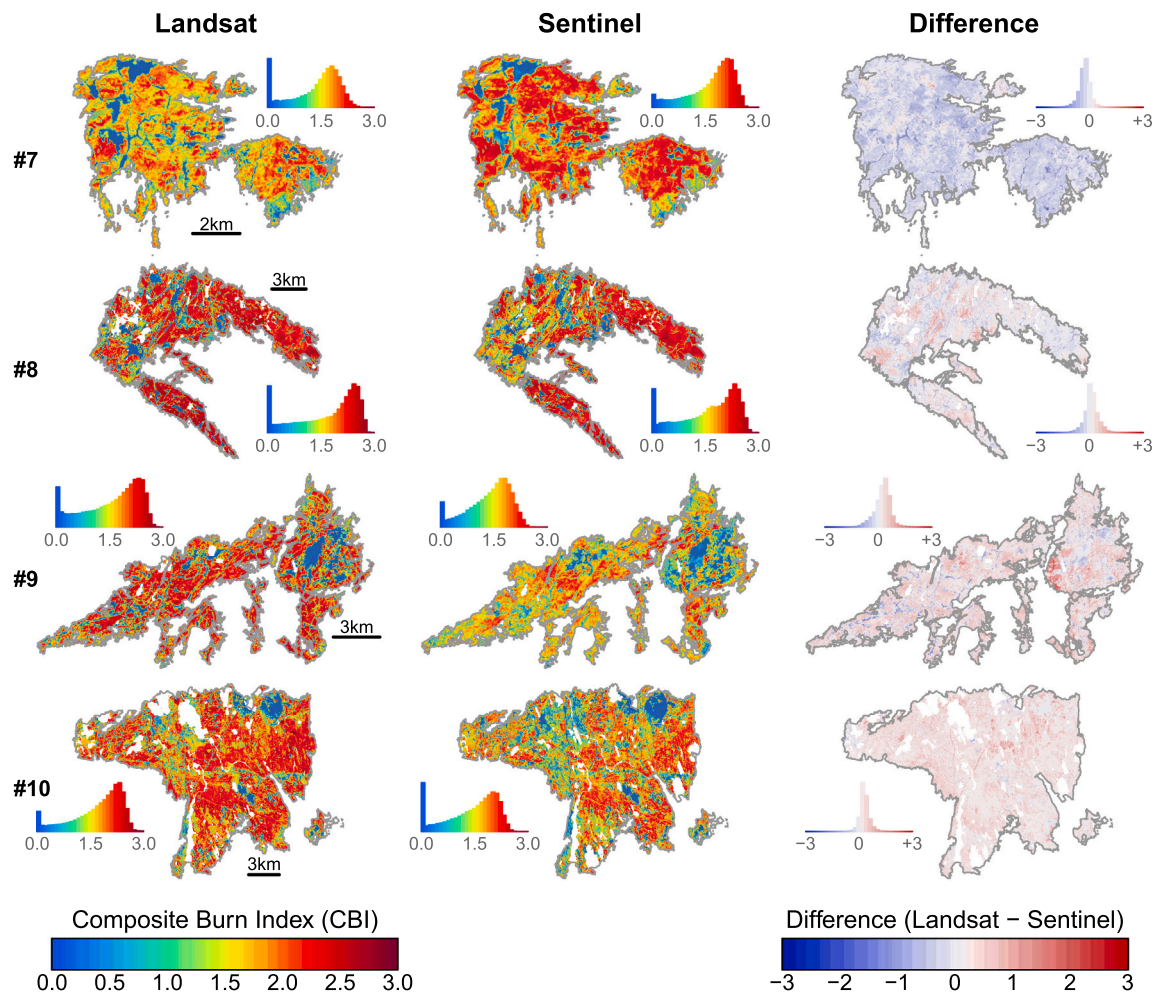 Landsat Sentinel Difference
#7
0.0 1.5 3.0
0.0 1.5 3.0
−3 0 +3
2km
#8
3km
0.0 1.5 3.0
0.0 1.5 3.0
−3 0 +3
#9
0.0 1.5 3.0
0.0 1.5 3.0
−3 0 +3
3km
#10
0.0 1.5 3.0
0.0 1.5 3.0
−3 0 +3
3km
Composite Burn Index (CBI)
0.0 0.5 1.0 1.5 2.0 2.5 3.0
Difference (Landsat − Sentinel)
−3 −2 −1 0 1 2 3